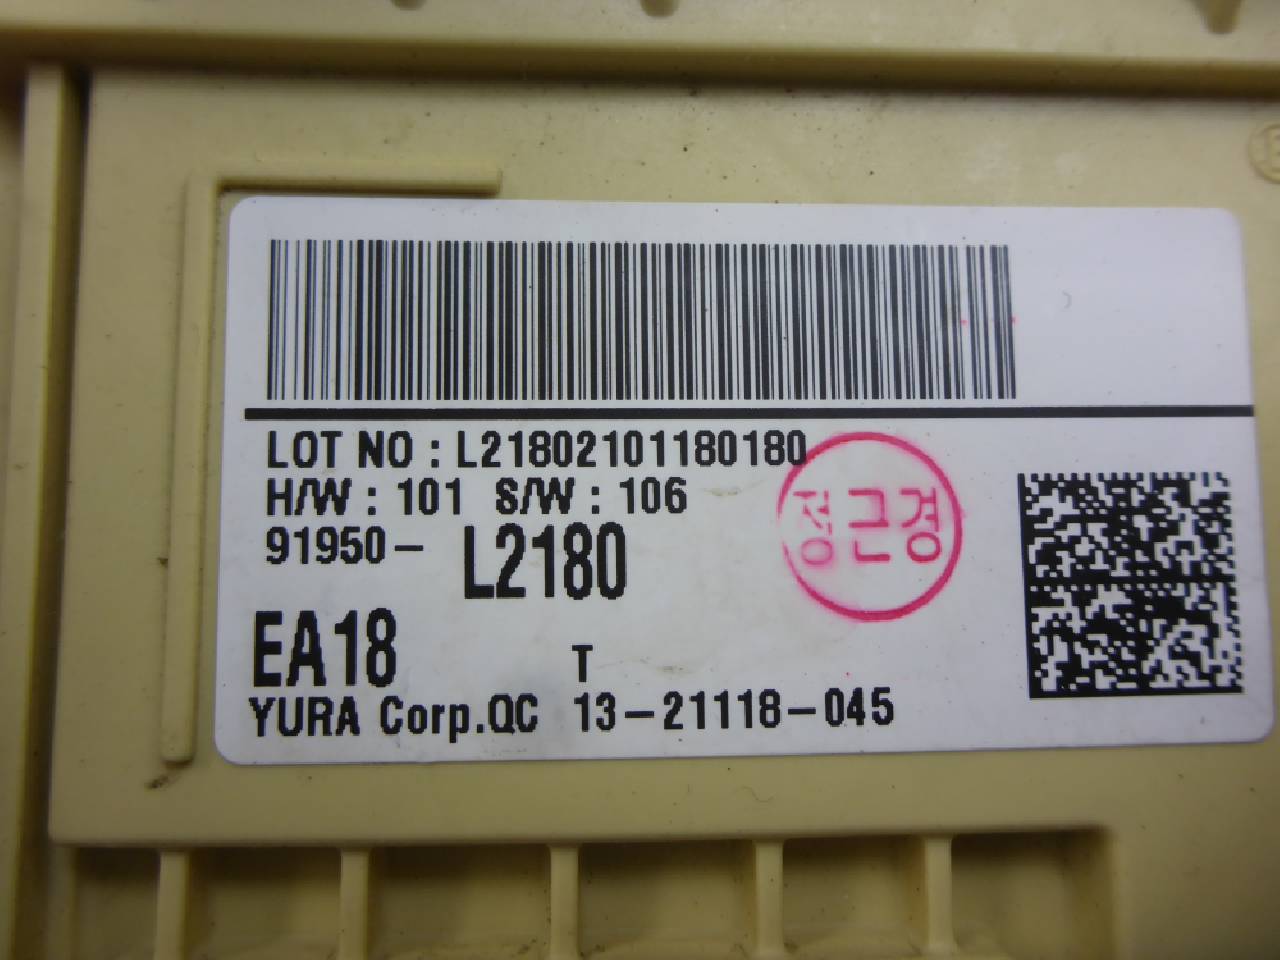 LOT NO : L21802101180180
H/W : 101 S/W : 106
91950- L2180
정근경
EA18
T
YURA Corp.QC 13-21118-045